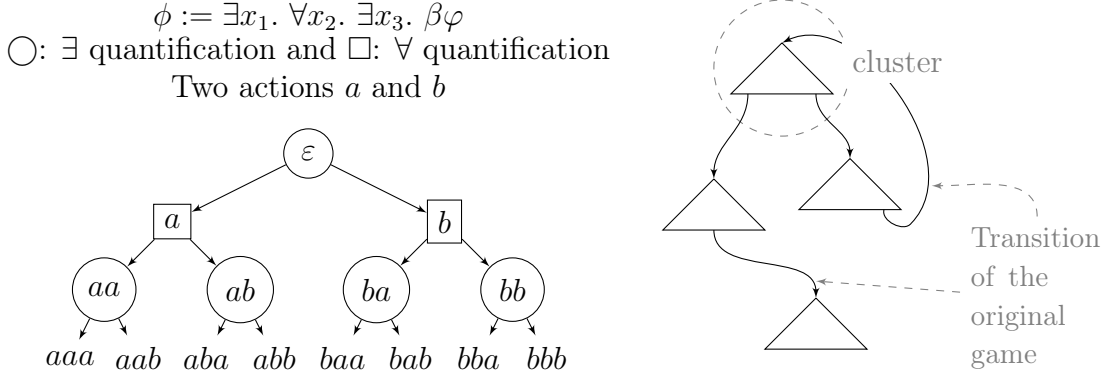 ϕ := ∃x₁. ∀x₂. ∃x₃. βφ
◯: ∃ quantification and □: ∀ quantification
Two actions a and b
ε
a b
aa ab ba bb
aaa aab aba abb baa bab bba bbb
cluster
Transition
of the
original
game